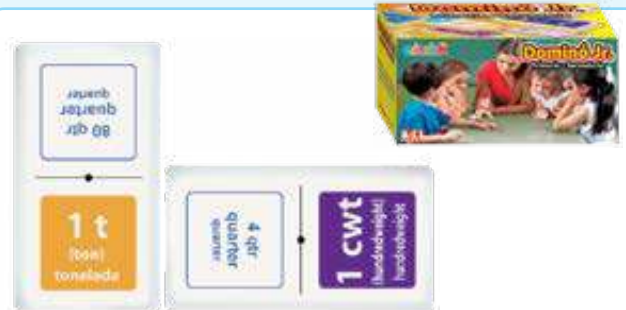 Dominó Jr.
80 qtr
quarter
quarter
1 t
(ton)
tonelada
4 qtr
quarter
quarter
1 cwt
(hundredweight)
hundredweight